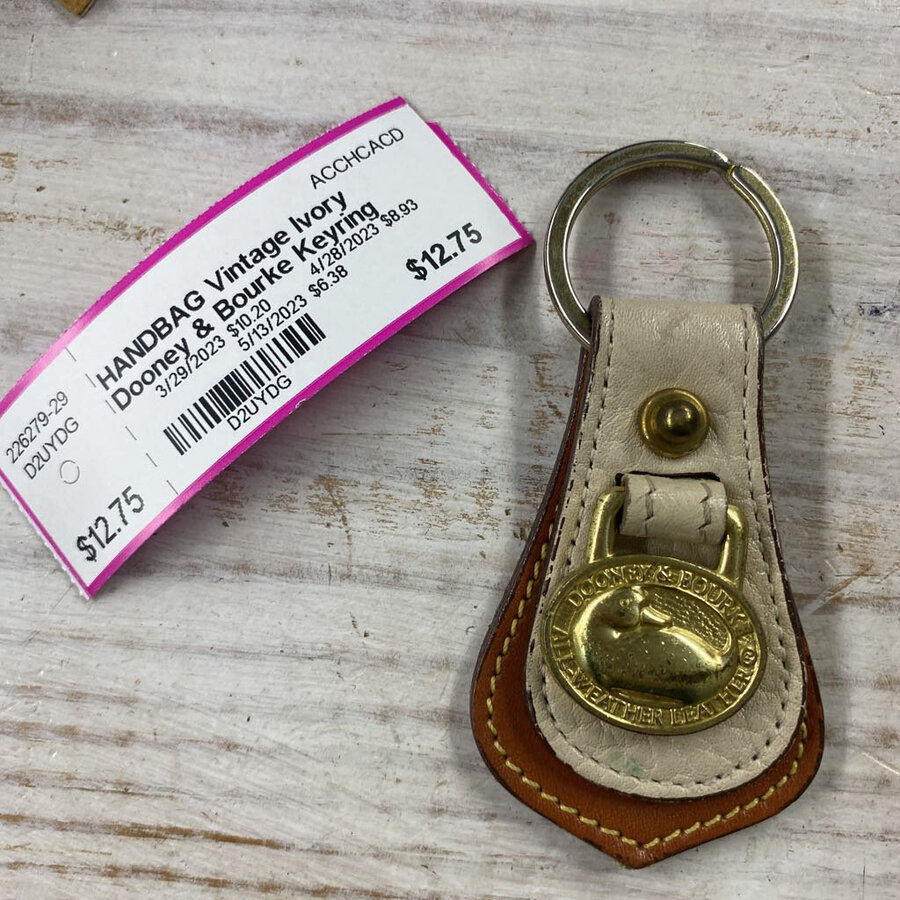 ACCHCACD
HANDBAG Vintage Ivory
Dooney & Bourke Keyring
3/29/2023 $10.20 4/28/2023 $8.93
5/13/2023 $6.38
$12.75
D2UYDG
226279-29
D2UYDG
$12.75
DOONEY & BOURKE
ALL-WEATHER LEATHER ®